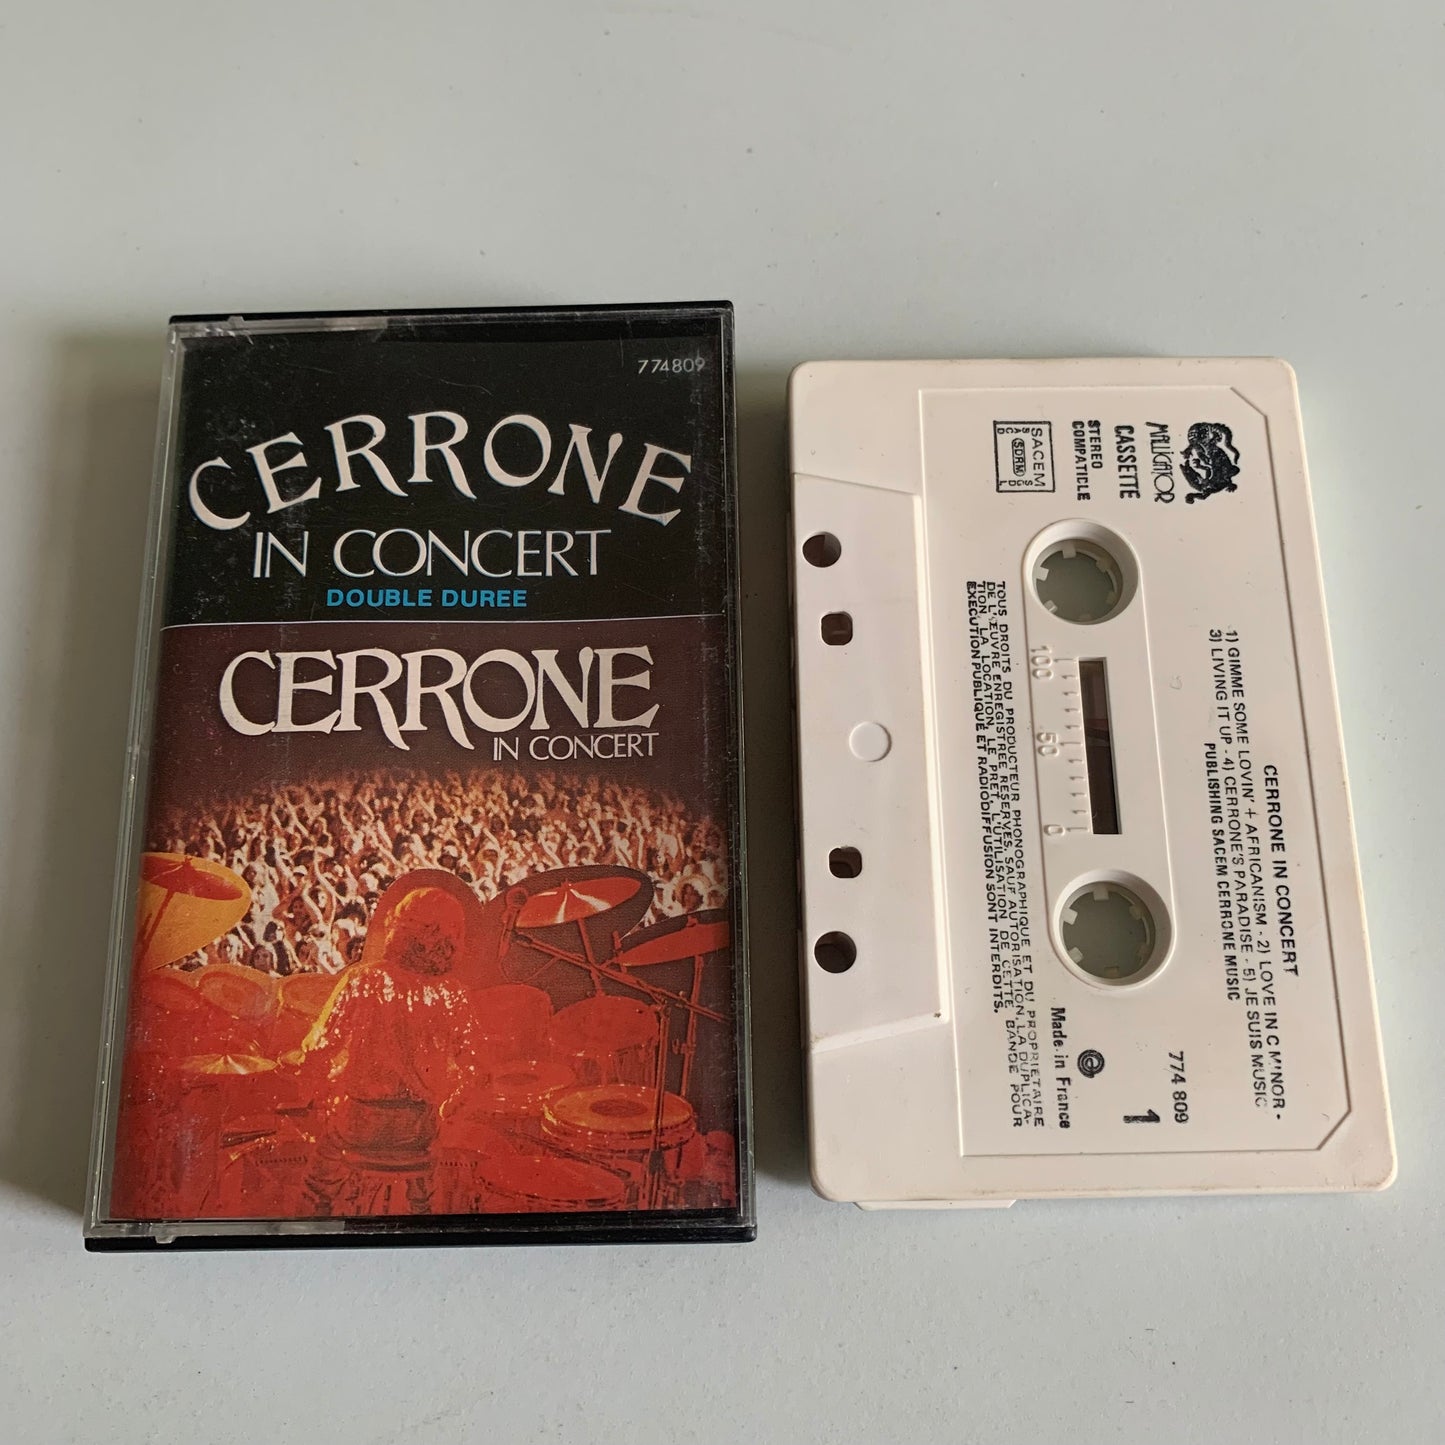 774809
CERRONE
IN CONCERT
DOUBLE DUREE
CERRONE
IN CONCERT
MALLIGATOR
CASSETTE
STEREO
COMPATICLE
SACEM
SDRM
CERRONE IN CONCERT
1) GIMME SOME LOVIN' + AFRICANISM - 2) LOVE IN C MINOR -
3) LIVING IT UP - 4) CERRONE'S PARADISE - 5) JE SUIS MUSIC
PUBLISHING SACEM CERRONE MUSIC
100 50 0
774 809
1
Made in France
TOUS DROITS DU PRODUCTEUR PHONOGRAPHIQUE ET DU PROPRIETAIRE
DE L'ŒUVRE ENREGISTREE RESERVES. SAUF AUTORISATION, LA DUPLICA-
TION, LA LOCATION, LE PRET, L'UTILISATION DE CETTE BANDE POUR
EXECUTION PUBLIQUE ET RADIODIFFUSION SONT INTERDITS.